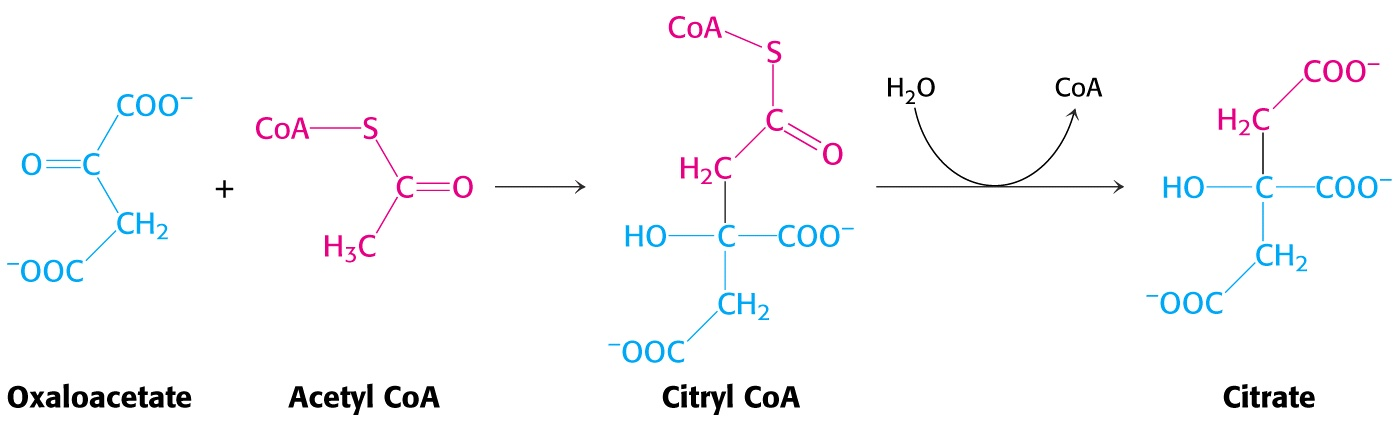 COO⁻
O=C
CH₂
⁻OOC
Oxaloacetate
+
CoA—S
C=O
H₃C
Acetyl CoA
CoA
S
C
O
H₂C
HO—C—COO⁻
CH₂
⁻OOC
Citryl CoA
H₂O
CoA
COO⁻
H₂C
HO—C—COO⁻
CH₂
⁻OOC
Citrate